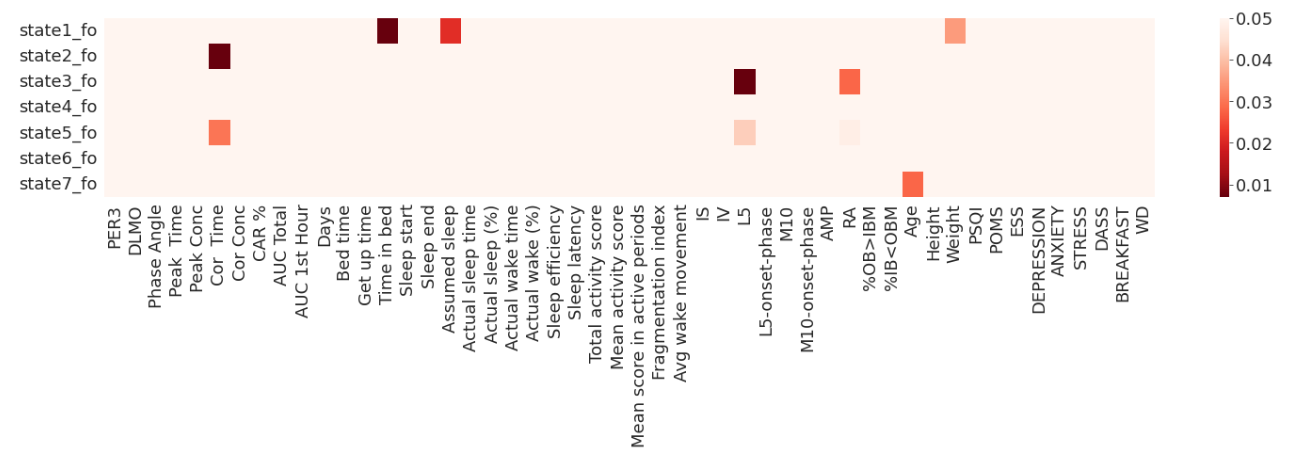 state1_fo
state2_fo
state3_fo
state4_fo
state5_fo
state6_fo
state7_fo
0.05
0.04
0.03
0.02
0.01
PER3
DLMO
Phase Angle
Peak Time
Peak Conc
Cor Time
Cor Conc
CAR %
AUC Total
AUC 1st Hour
Days
Bed time
Get up time
Time in bed
Sleep start
Sleep end
Assumed sleep
Actual sleep time
Actual sleep (%)
Actual wake time
Actual wake (%)
Sleep efficiency
Sleep latency
Total activity score
Mean activity score
Mean score in active periods
Fragmentation index
Avg wake movement
IS
IV
L5
L5-onset-phase
M10
M10-onset-phase
AMP
RA
%OB>IBM
%IB<OBM
Age
Height
Weight
PSQI
POMS
ESS
DEPRESSION
ANXIETY
STRESS
DASS
BREAKFAST
WD